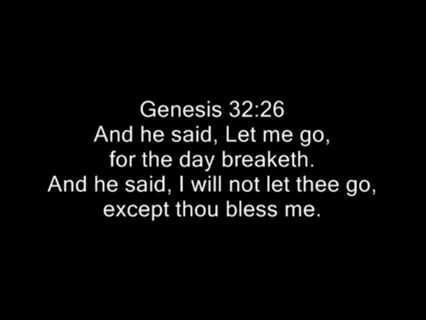 Genesis 32:26
And he said, Let me go,
for the day breaketh.
And he said, I will not let thee go,
except thou bless me.